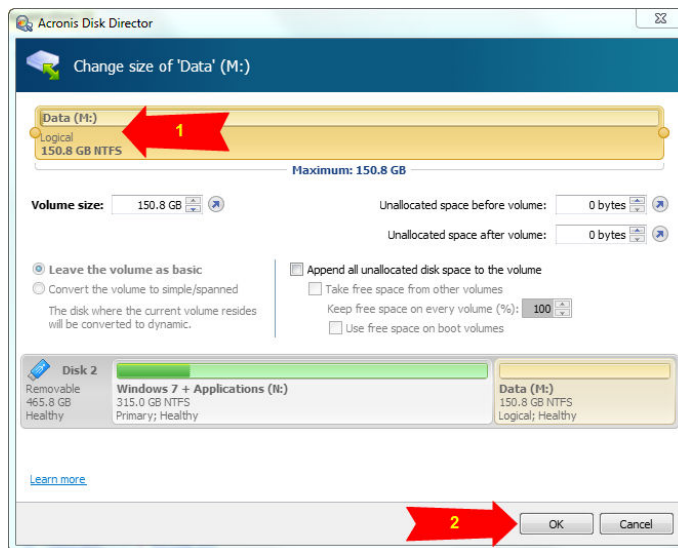 Acronis Disk Director
Change size of 'Data' (M:)
Data (M:)
Logical
150.8 GB NTFS
1
Maximum: 150.8 GB
Volume size: 150.8 GB
Unallocated space before volume: 0 bytes
Unallocated space after volume: 0 bytes
Leave the volume as basic
Convert the volume to simple/spanned
The disk where the current volume resides
will be converted to dynamic.
Append all unallocated disk space to the volume
Take free space from other volumes
Keep free space on every volume (%): 100
Use free space on boot volumes
Disk 2
Removable
465.8 GB
Healthy
Windows 7 + Applications (N:)
315.0 GB NTFS
Primary; Healthy
Data (M:)
150.8 GB NTFS
Logical; Healthy
Learn more
2
OK
Cancel